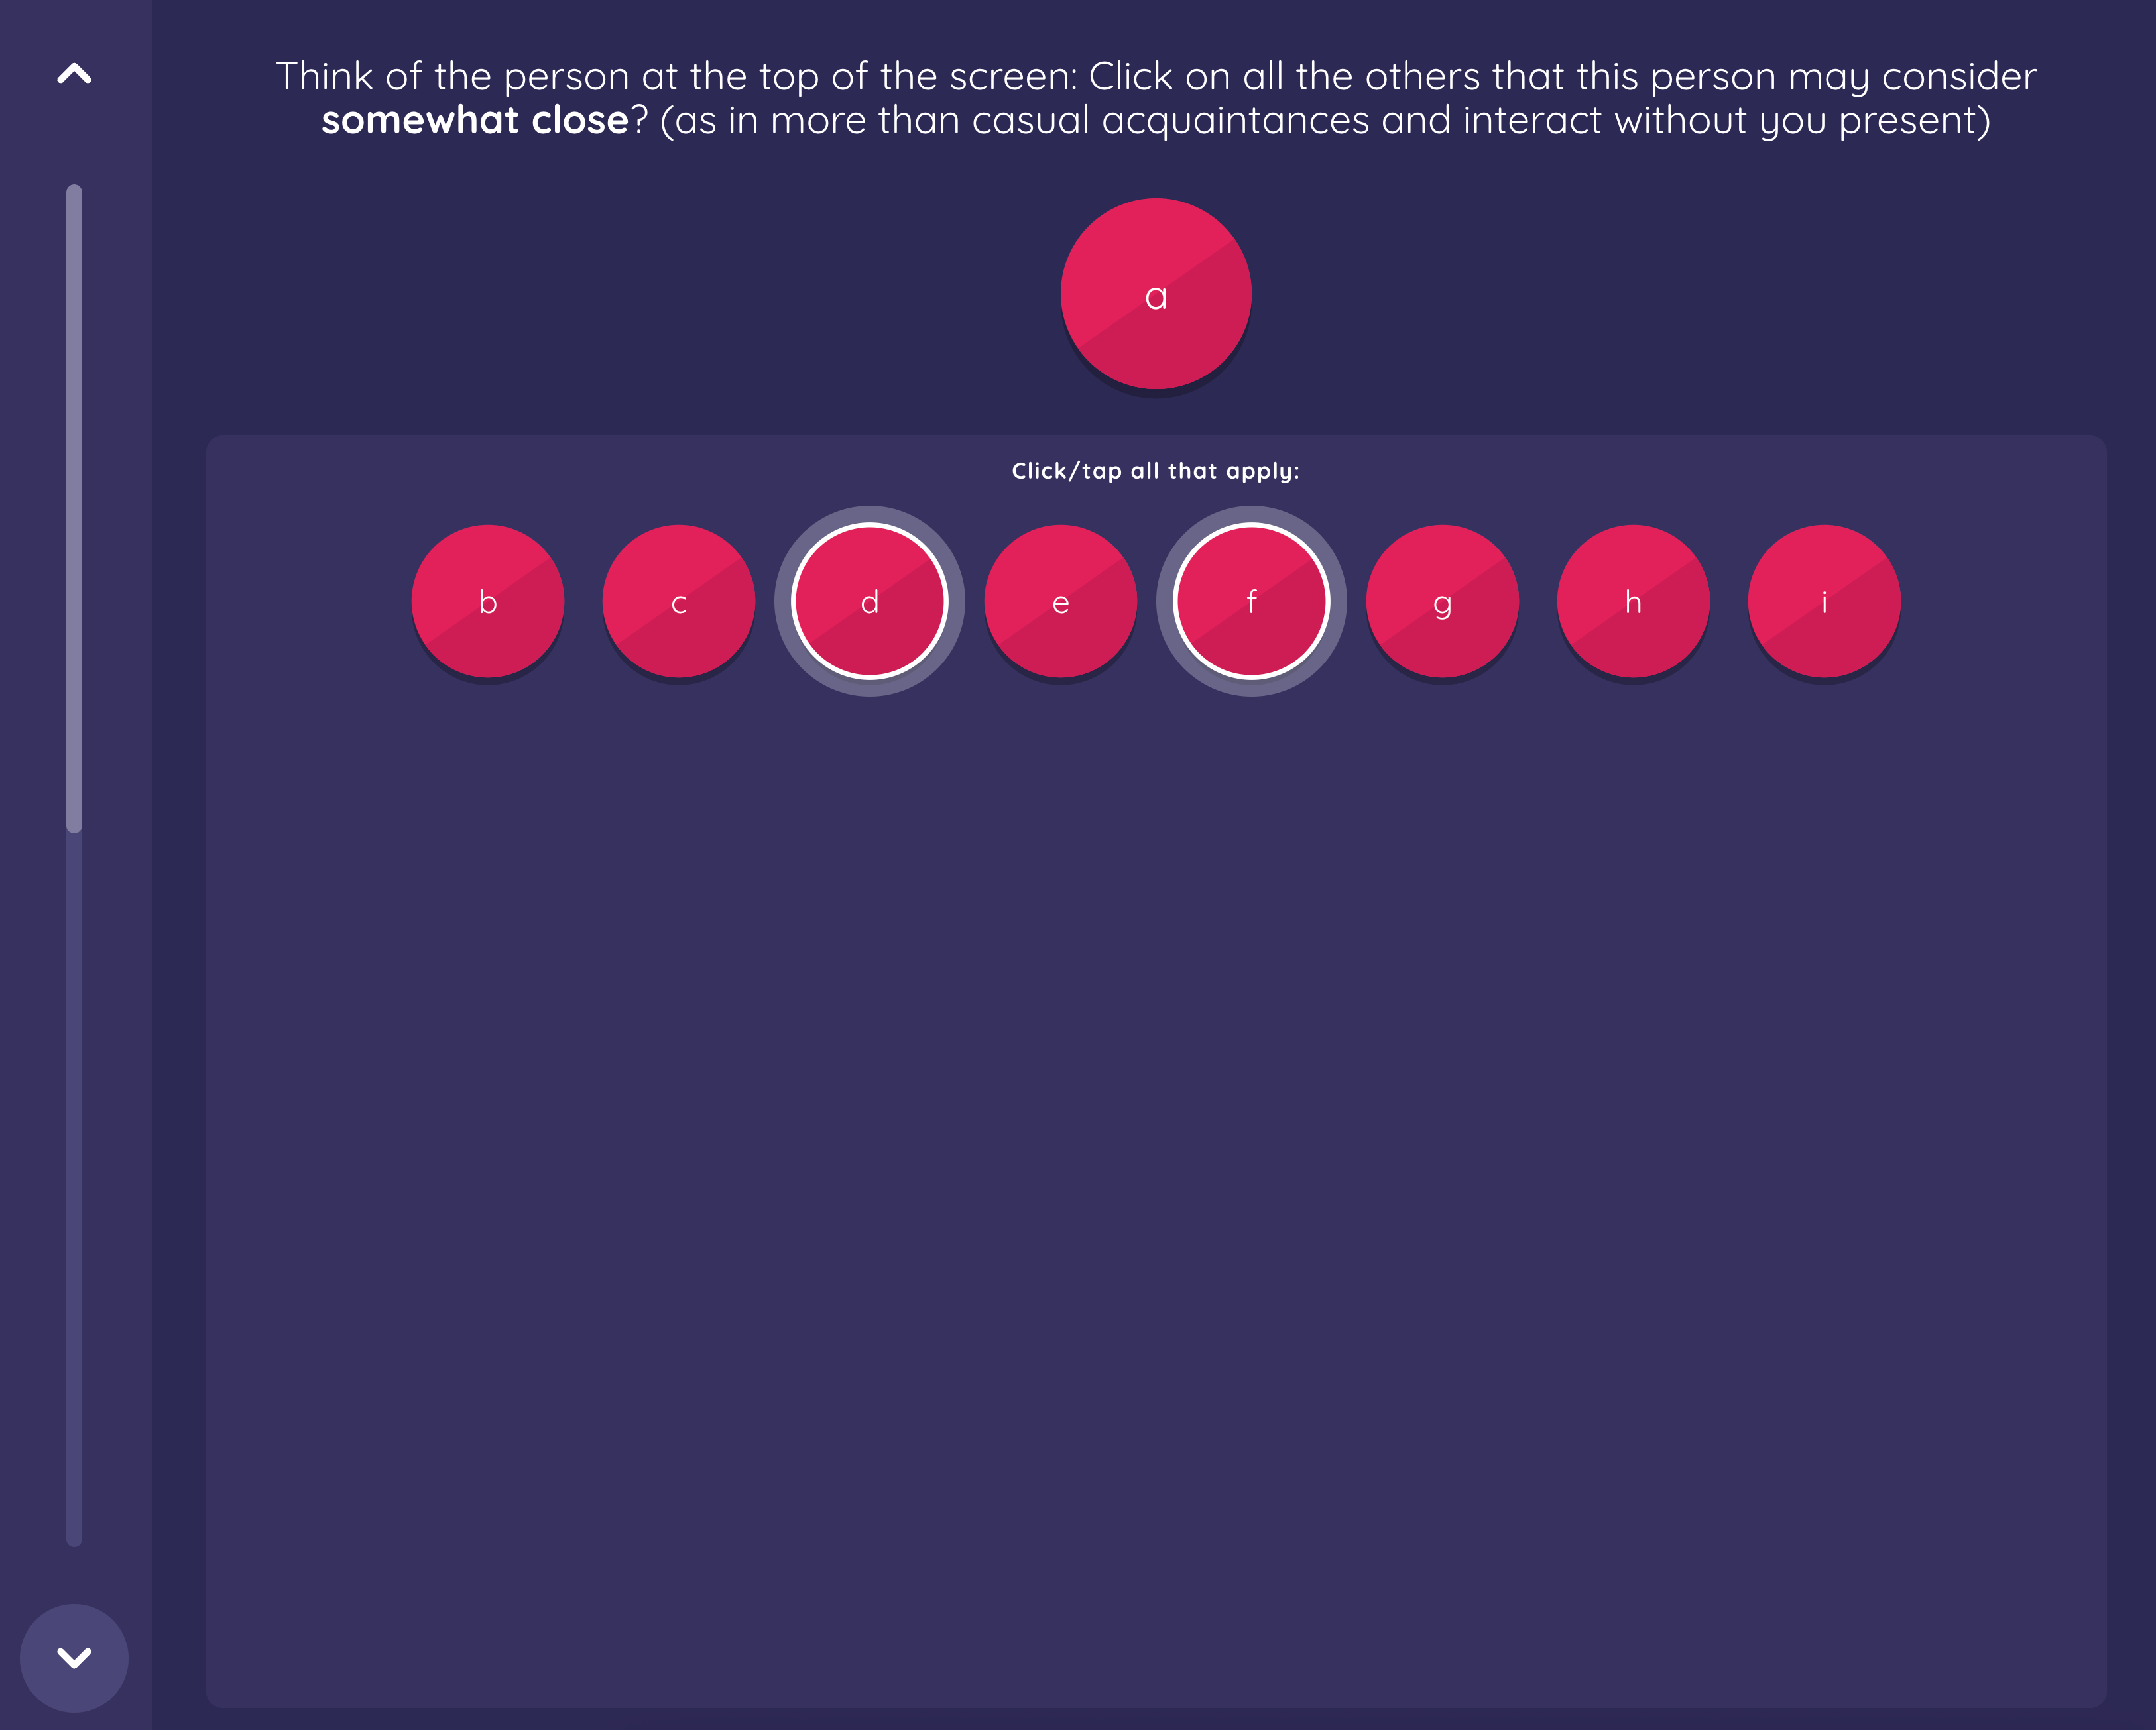 Think of the person at the top of the screen: Click on all the others that this person may consider
somewhat close? (as in more than casual acquaintances and interact without you present)
a
Click/tap all that apply:
b c d e f g h i